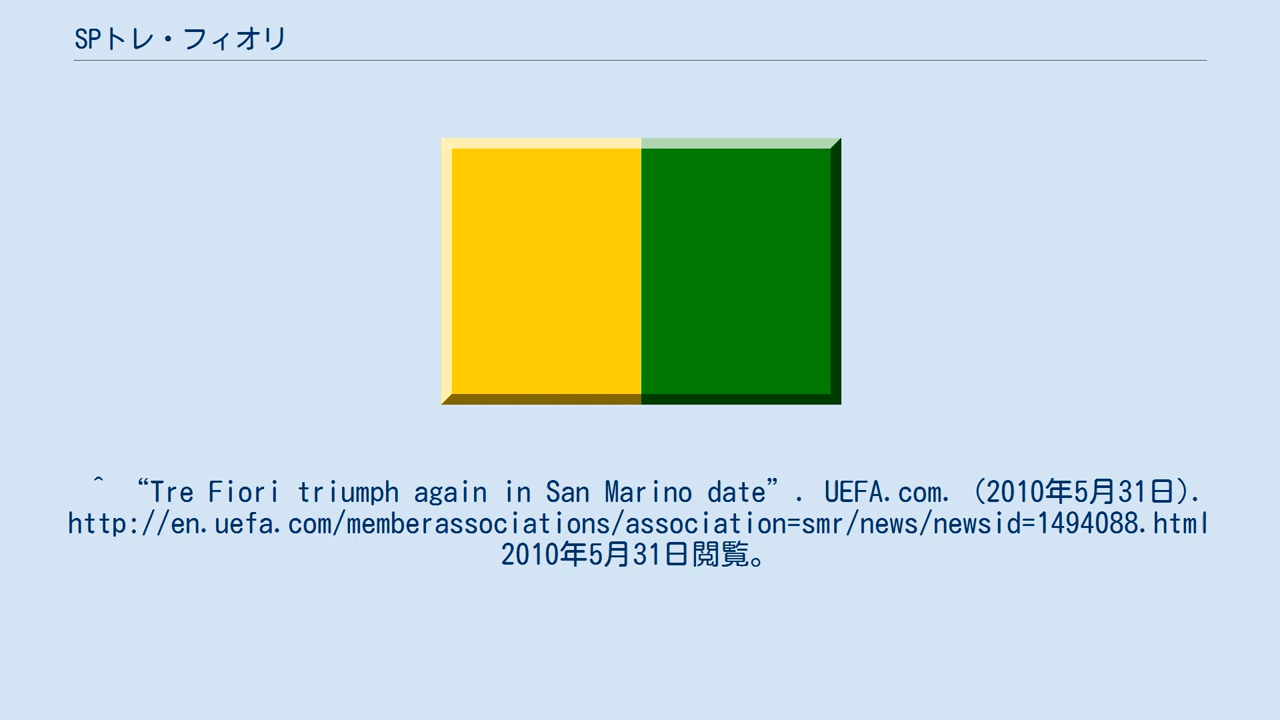 SPトレ・フィオリ
^ “Tre Fiori triumph again in San Marino date”. UEFA.com. (2010年5月31日).
http://en.uefa.com/memberassociations/association=smr/news/newsid=1494088.html
2010年5月31日閲覧。